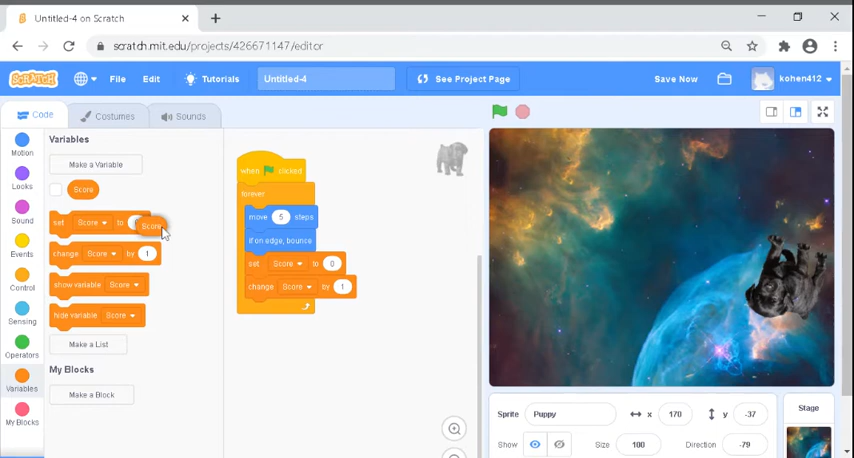 Untitled-4 on Scratch
scratch.mit.edu/projects/426671147/editor
SCRATCH File Edit Tutorials Untitled-4 See Project Page Save Now kohen412
Code Costumes Sounds
Motion
Looks
Sound
Events
Control
Sensing
Operators
Variables
My Blocks
Variables
Make a Variable
Score
set Score to Score
change Score by 1
show variable Score
hide variable Score
Make a List
My Blocks
Make a Block
when clicked
forever
move 5 steps
if on edge, bounce
set Score to 0
change Score by 1
Sprite Puppy x 170 y -37
Show Size 100 Direction -79
Stage